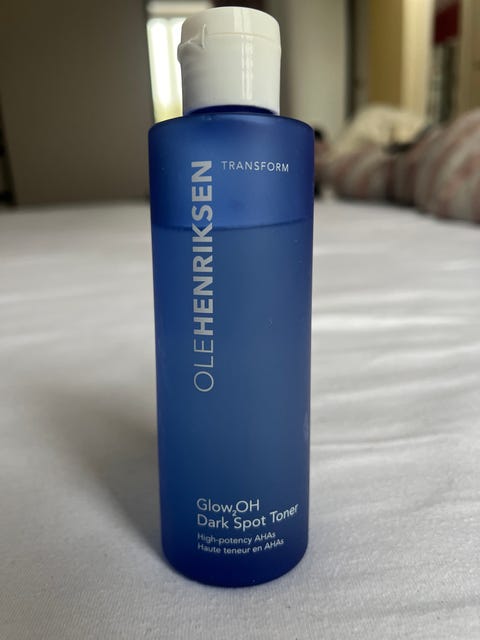 TRANSFORM
OLEHENRIKSEN
Glow₂OH
Dark Spot Toner
High-potency AHAs
Haute teneur en AHAs